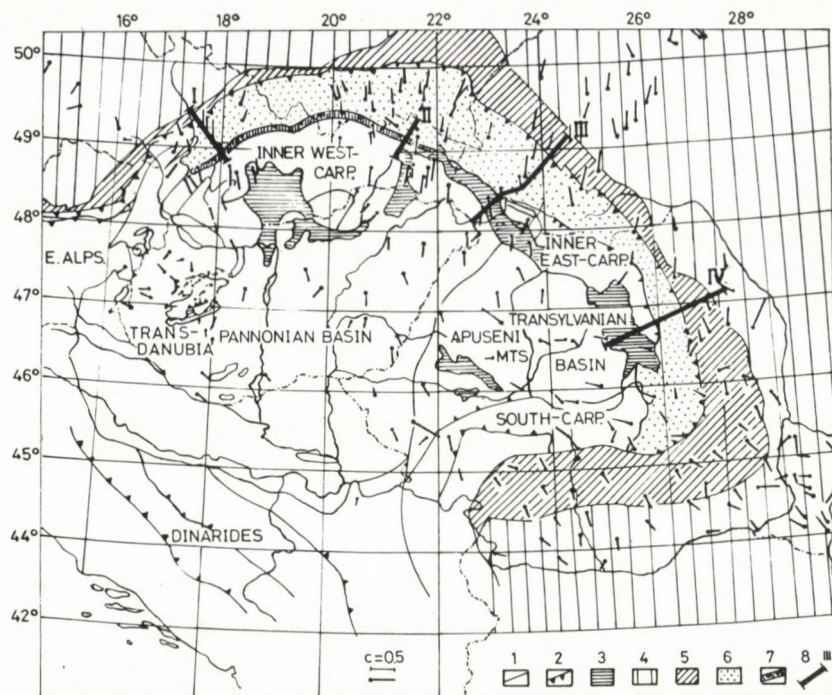 16° 18° 20° 22° 24° 26° 28°
50°
I
II
III
49°
INNER WEST-
CARP.
48°
INNER
EAST-CARP.
E. ALPS.
IV
47°
TRANS-
DANUBIA
PANNONIAN BASIN
APUSENI
MTS
TRANSYLVANIAN
BASIN
46°
SOUTH-CARP.
45°
44°
DINARIDES
42°
c=0,5
1 2 3 4 5 6 7 8 III